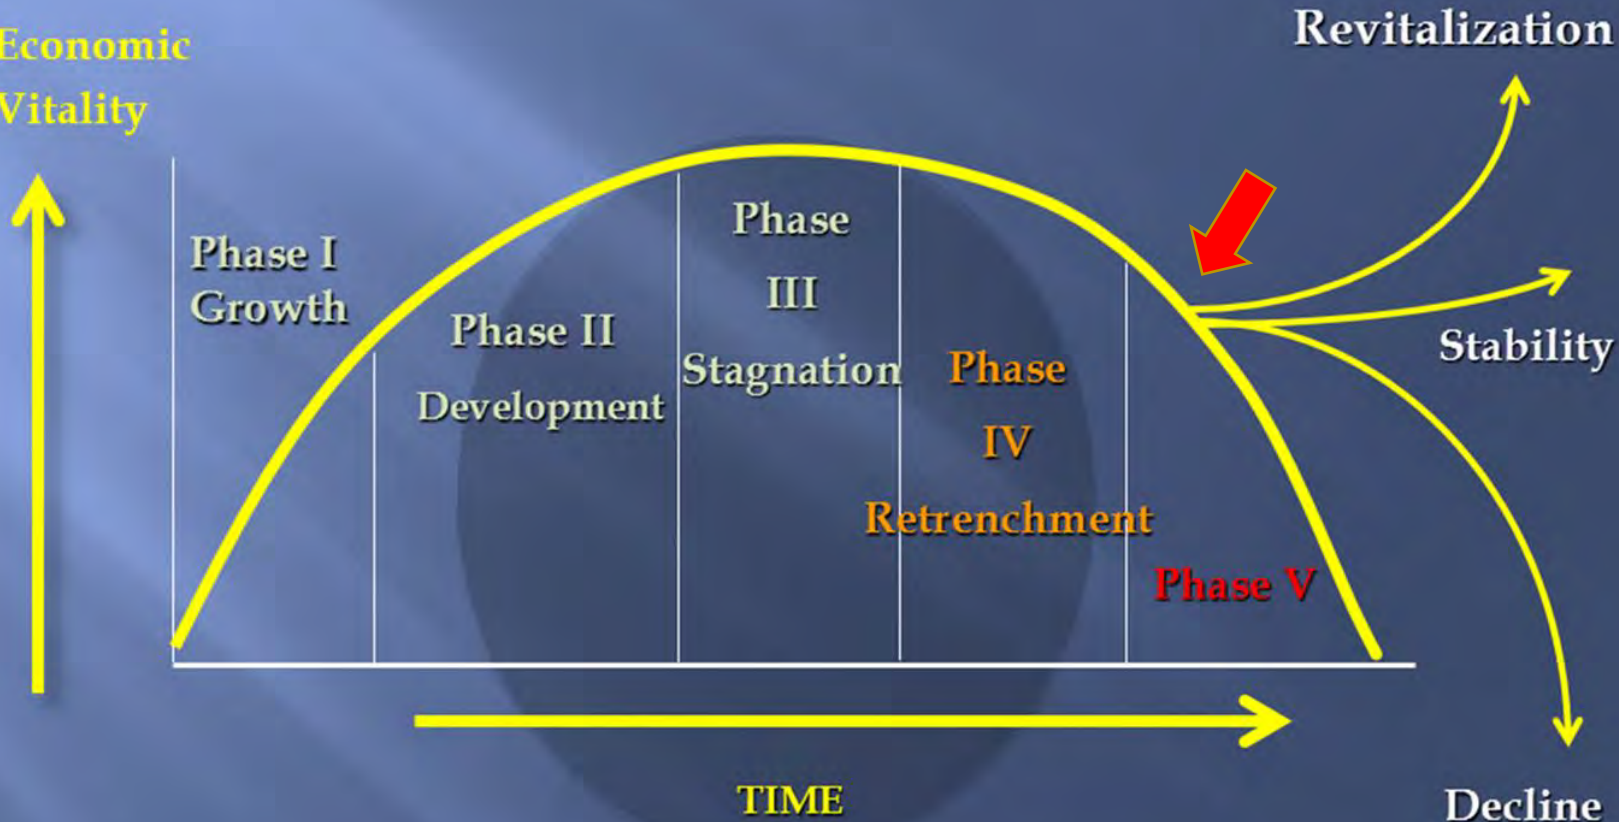 Economic
Vitality
Revitalization
Phase I
Growth
Phase II
Development
Phase
III
Stagnation
Phase
IV
Retrenchment
Phase V
Stability
Decline
TIME